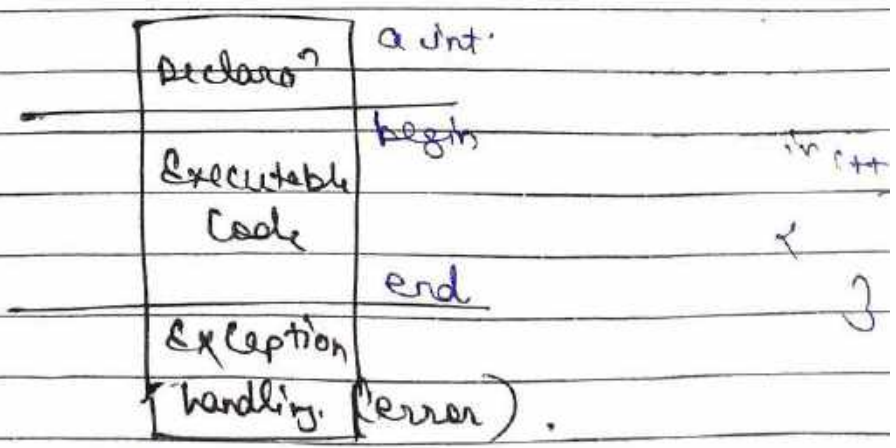 Declaraⁿ a int.
begin
in c++
Executable
Code {
end }
Exception
handling. (error).